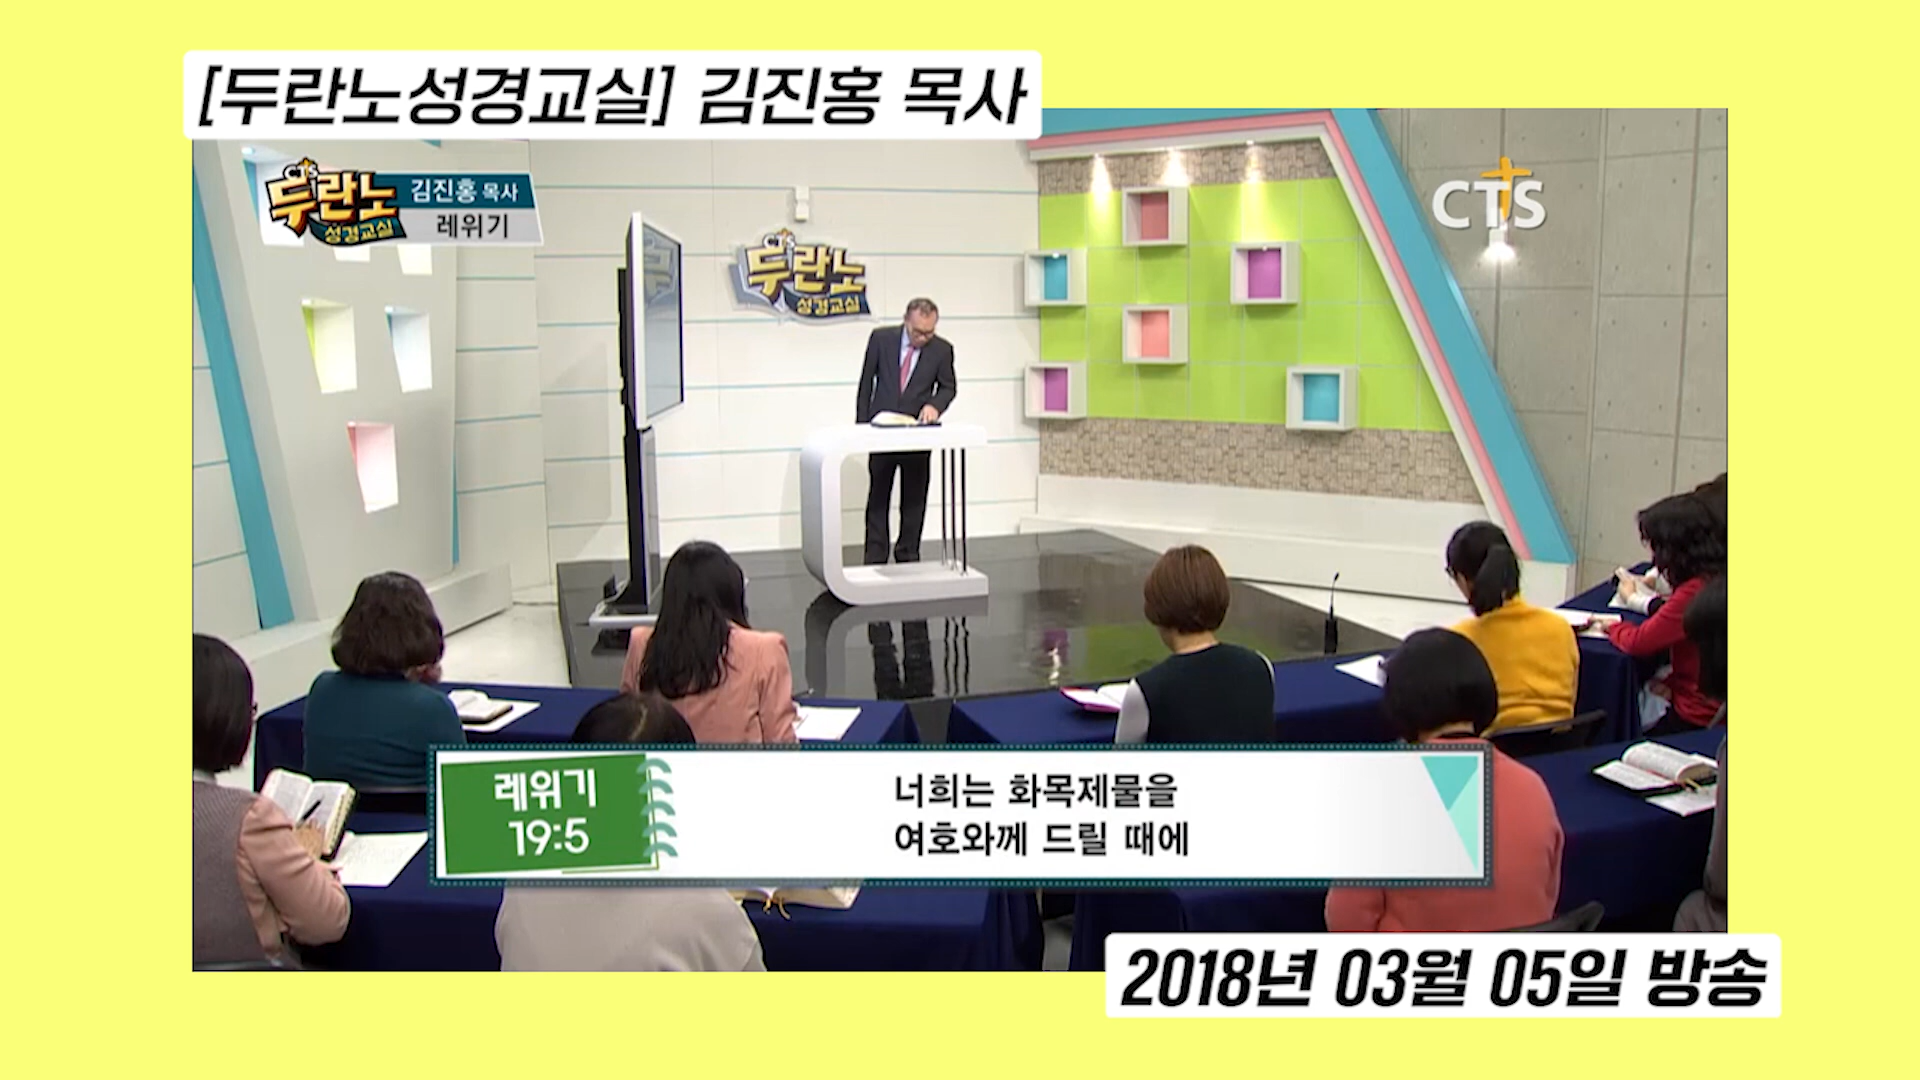 [두란노성경교실] 김진홍 목사
CTS
두란노
성경교실
김진홍 목사
레위기
CTS
CTS
두란노
성경교실
레위기
19:5
너희는 화목제물을
여호와께 드릴 때에
2018년 03월 05일 방송